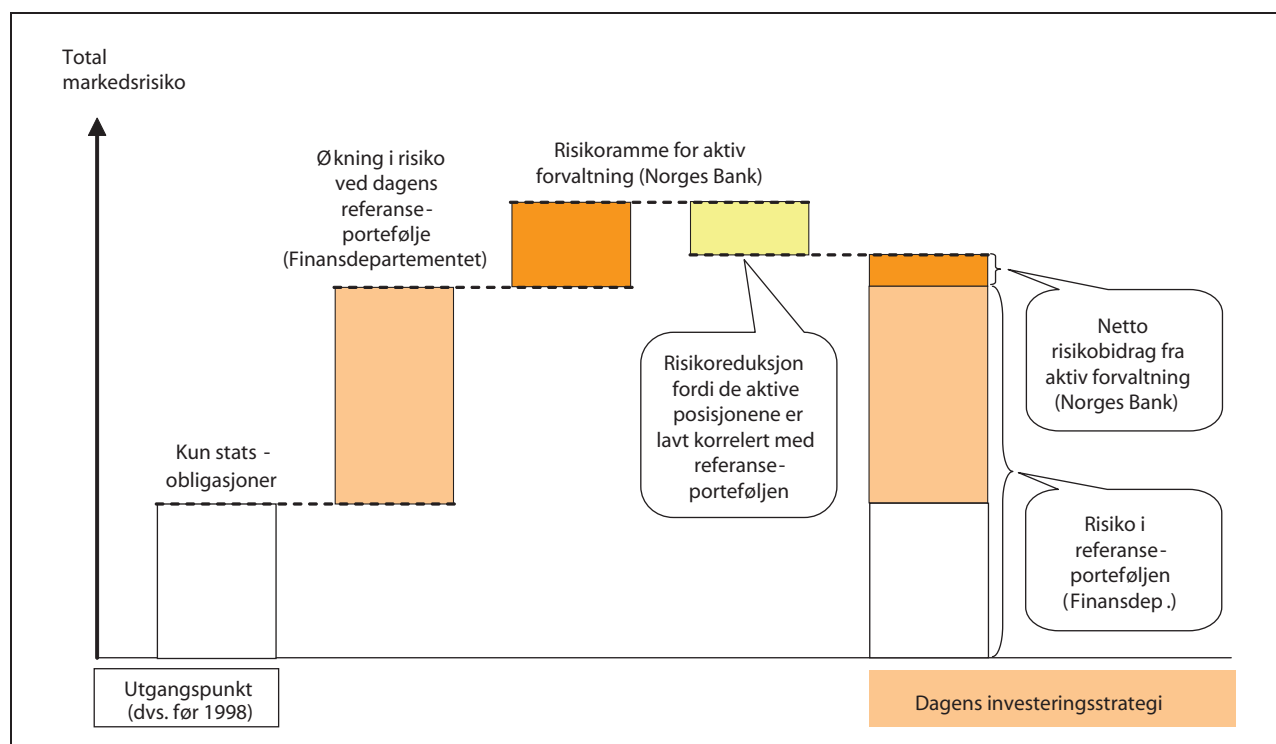 Total
markedsrisiko
Økning i risiko
ved dagens
referanse-
portefølje
(Finansdepartementet)
Risikoramme for aktiv
forvaltning (Norges Bank)
Kun stats -
obligasjoner
Risikoreduksjon
fordi de aktive
posisjonene er
lavt korrelert med
referanse-
porteføljen
Netto
risikobidrag fra
aktiv forvaltning
(Norges Bank)
Risiko i
referanse-
porteføljen
(Finansdep .)
Utgangspunkt
(dvs. før 1998)
Dagens investeringsstrategi